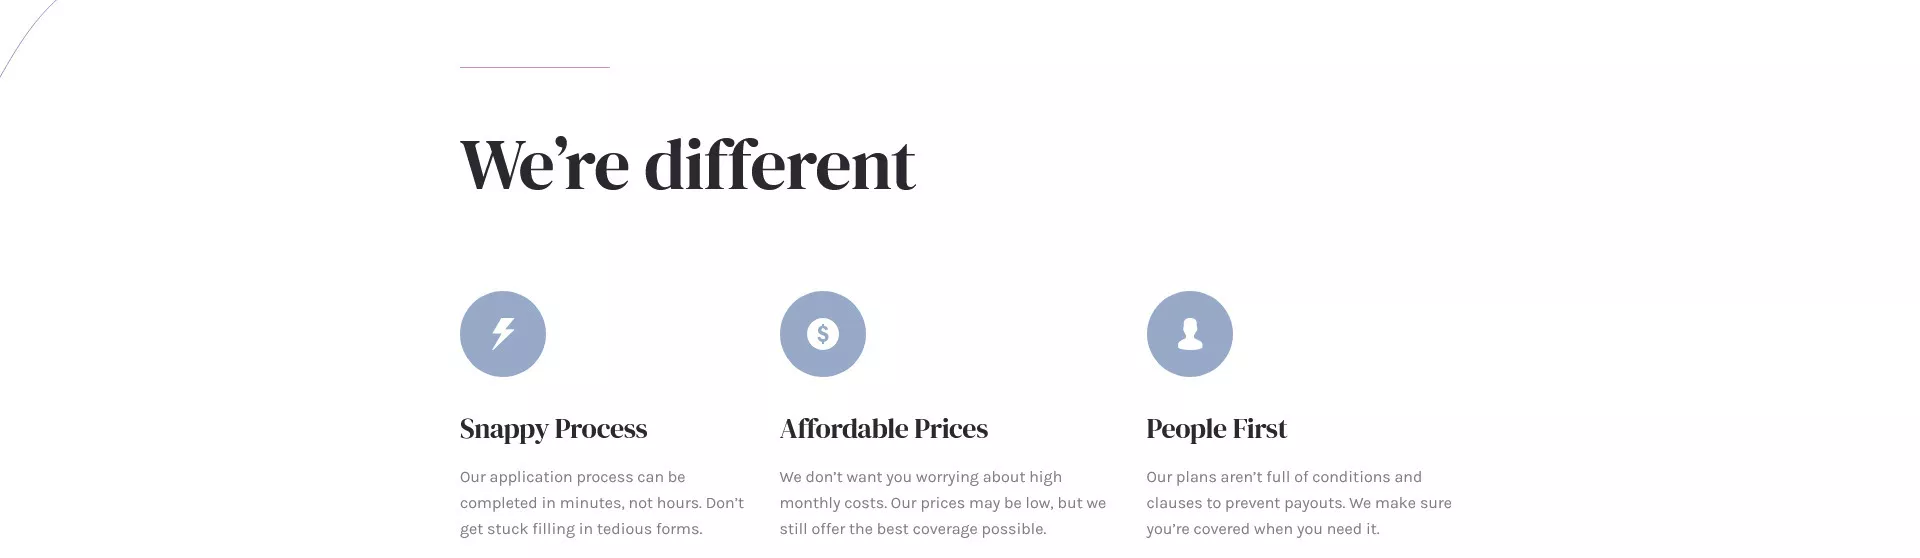 We’re different
Snappy Process
Our application process can be
completed in minutes, not hours. Don’t
get stuck filling in tedious forms.
Affordable Prices
We don’t want you worrying about high
monthly costs. Our prices may be low, but we
still offer the best coverage possible.
People First
Our plans aren’t full of conditions and
clauses to prevent payouts. We make sure
you’re covered when you need it.